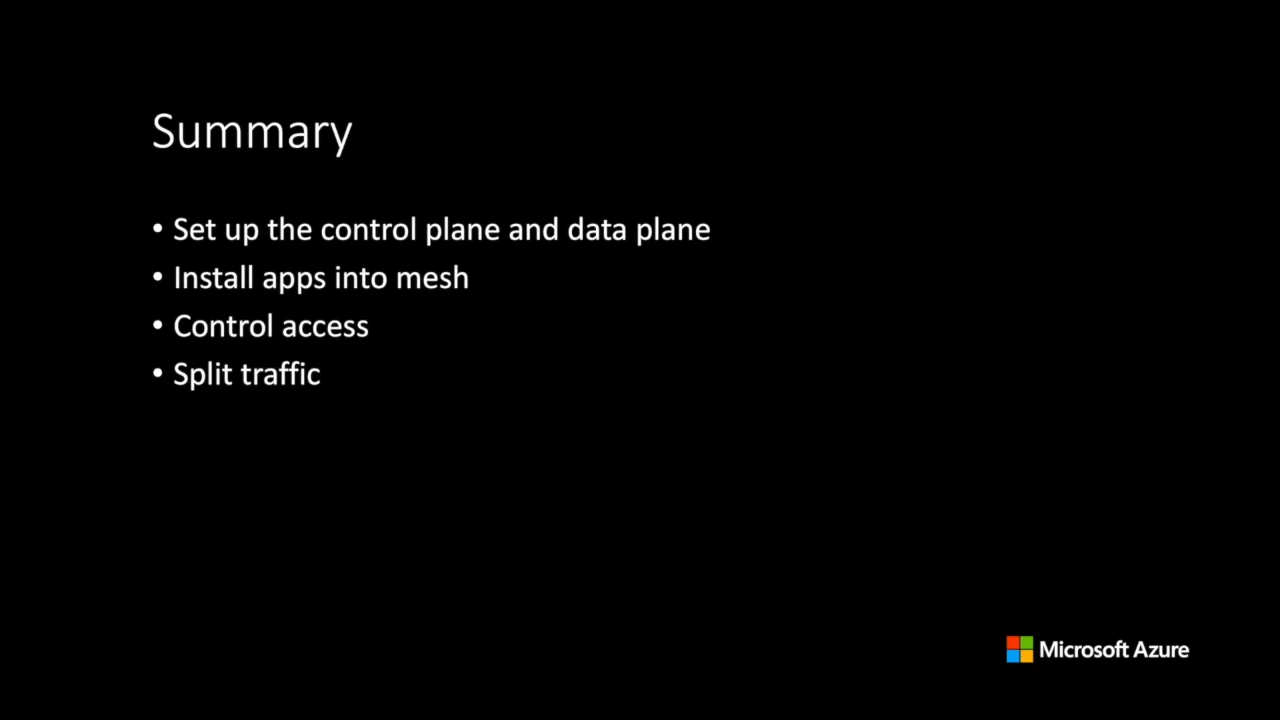 Summary
• Set up the control plane and data plane
• Install apps into mesh
• Control access
• Split traffic
Microsoft Azure